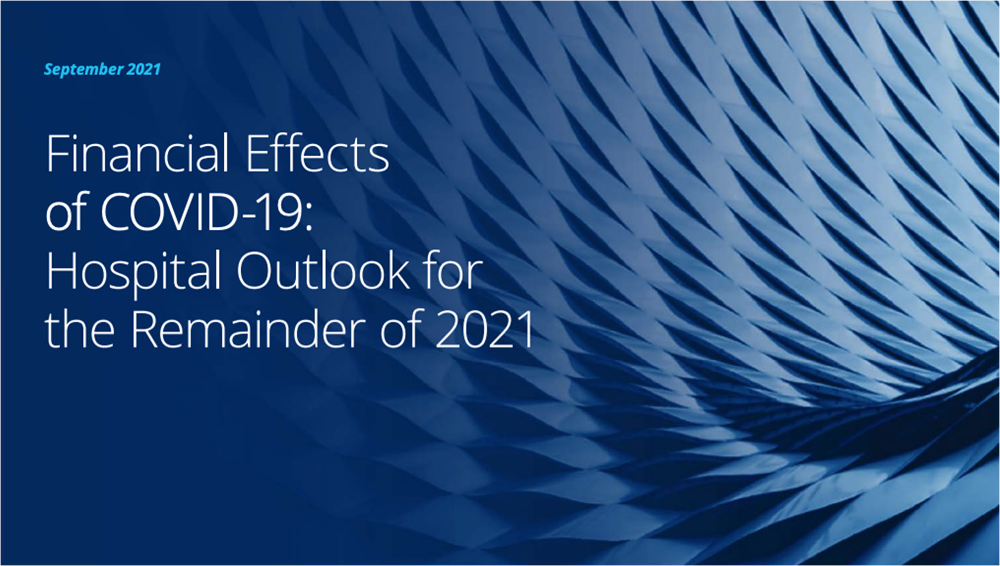 September 2021
Financial Effects
of COVID-19:
Hospital Outlook for
the Remainder of 2021